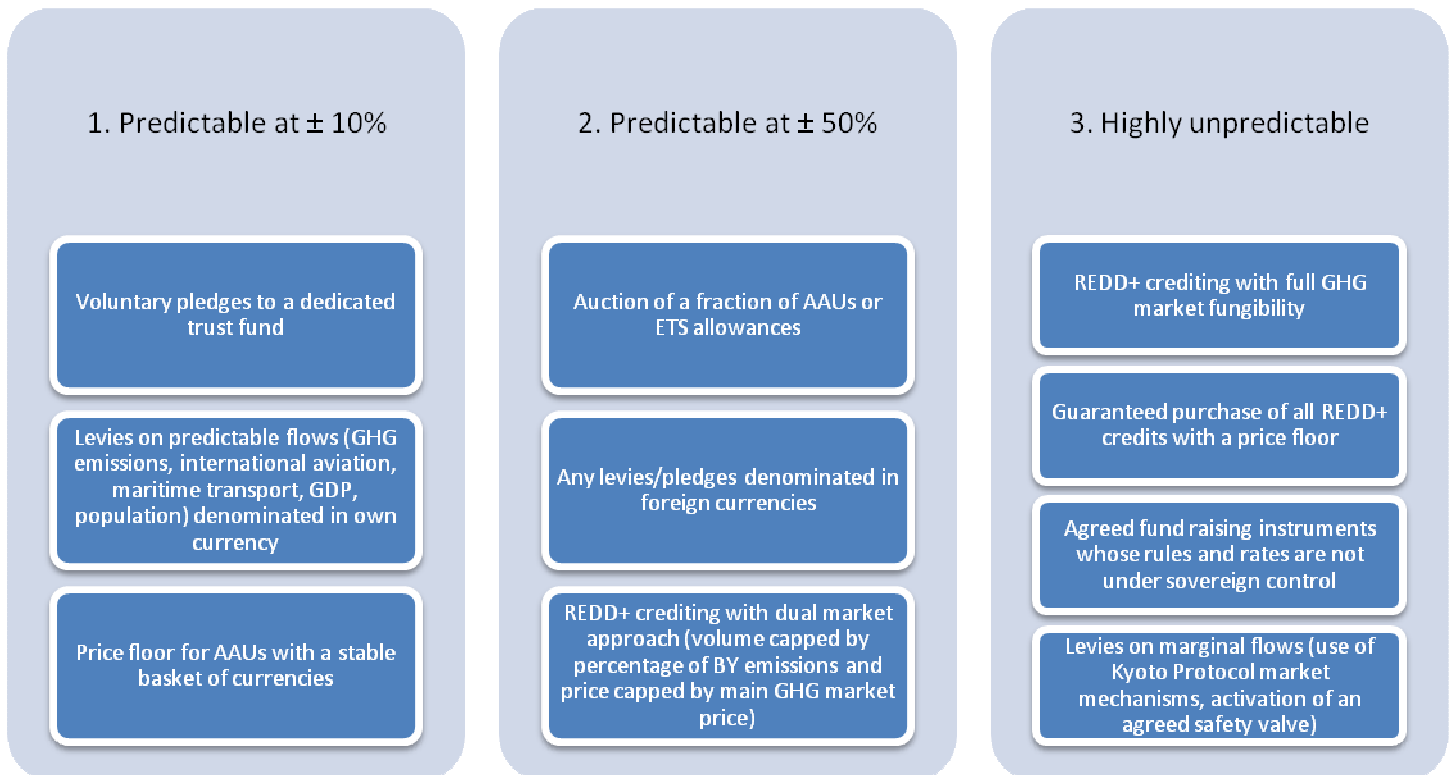 1. Predictable at ± 10%
Voluntary pledges to a dedicated
trust fund
Levies on predictable flows (GHG
emissions, international aviation,
maritime transport, GDP,
population) denominated in own
currency
Price floor for AAUs with a stable
basket of currencies
2. Predictable at ± 50%
Auction of a fraction of AAUs or
ETS allowances
Any levies/pledges denominated in
foreign currencies
REDD+ crediting with dual market
approach (volume capped by
percentage of BY emissions and
price capped by main GHG market
price)
3. Highly unpredictable
REDD+ crediting with full GHG
market fungibility
Guaranteed purchase of all REDD+
credits with a price floor
Agreed fund raising instruments
whose rules and rates are not
under sovereign control
Levies on marginal flows (use of
Kyoto Protocol market
mechanisms, activation of an
agreed safety valve)